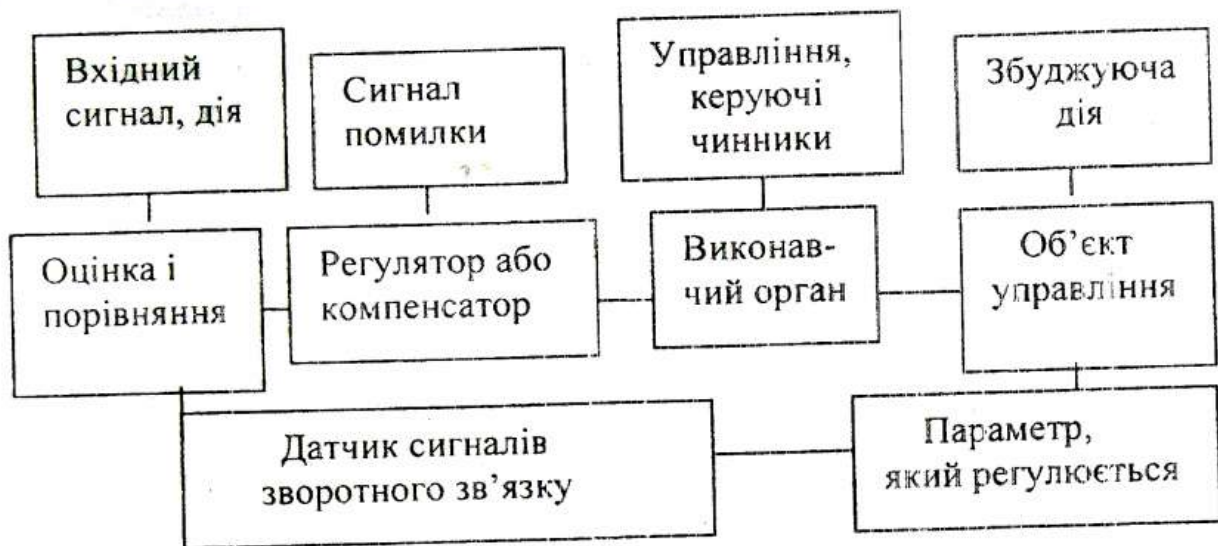 Вхідний
сигнал, дія
Сигнал
помилки
Управління,
керуючі
чинники
Збуджуюча
дія
Оцінка і
порівняння
Регулятор або
компенсатор
Виконав-
чий орган
Об’єкт
управління
Датчик сигналів
зворотного зв’язку
Параметр,
який регулюється